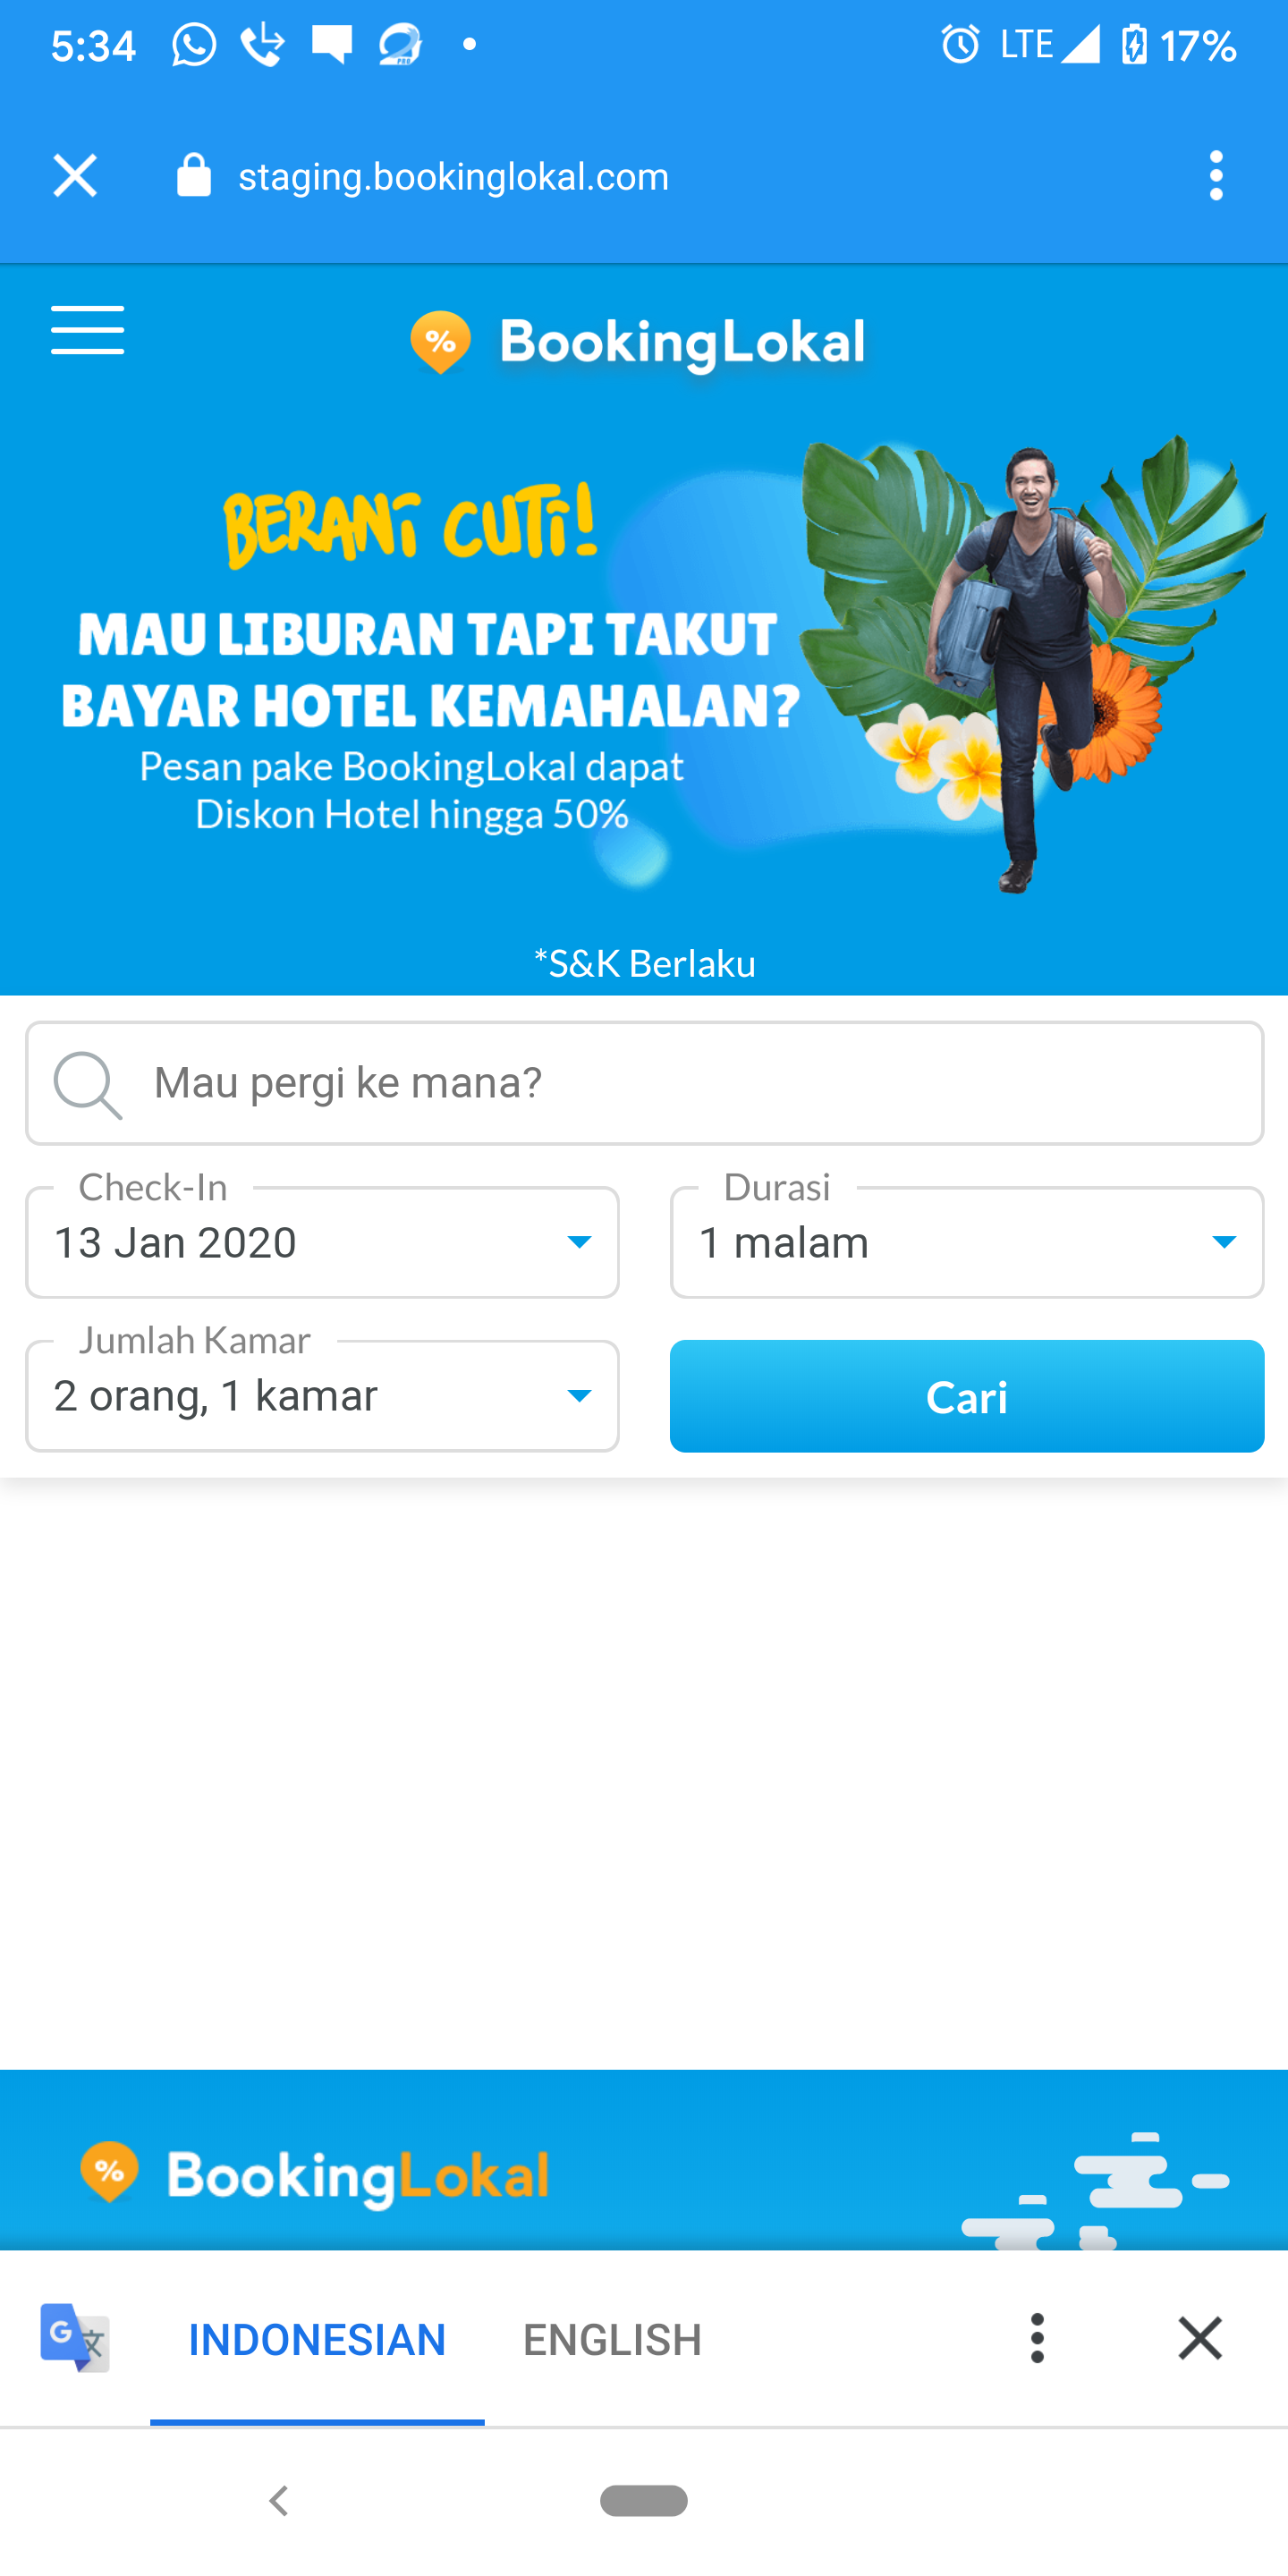 5:34 LTE 17%
staging.bookinglokal.com
% BookingLokal
BERANI CUTI!
MAU LIBURAN TAPI TAKUT
BAYAR HOTEL KEMAHALAN?
Pesan pake BookingLokal dapat
Diskon Hotel hingga 50%
*S&K Berlaku
Mau pergi ke mana?
Check-In
13 Jan 2020
Durasi
1 malam
Jumlah Kamar
2 orang, 1 kamar
Cari
% BookingLokal
G 文 INDONESIAN ENGLISH